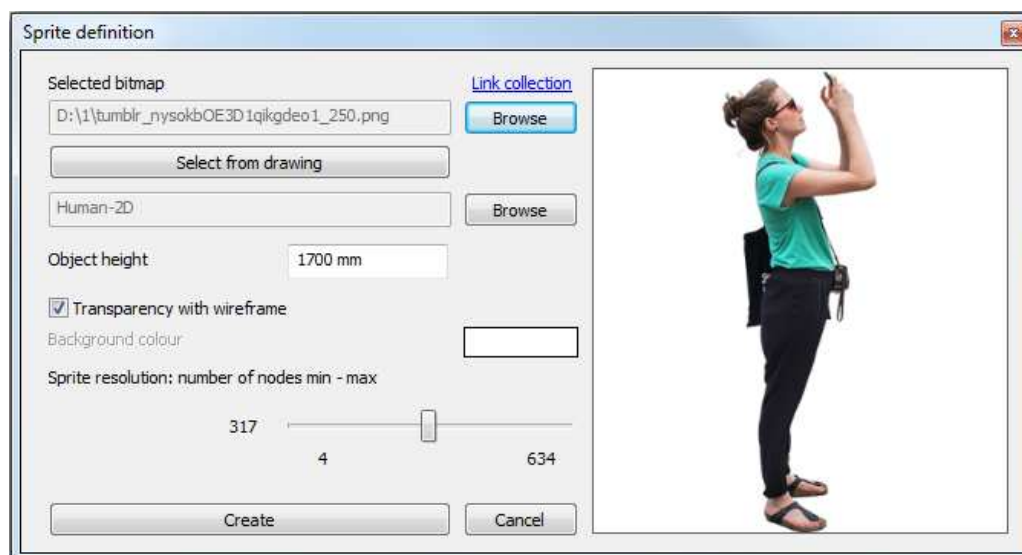 Sprite definition
Selected bitmap
Link collection
D:\1\tumblr_nysokbOE3D1qikgdeo1_250.png
Browse
Select from drawing
Human-2D
Browse
Object height
1700 mm
Transparency with wireframe
Background colour
Sprite resolution: number of nodes min - max
317
4
634
Create
Cancel